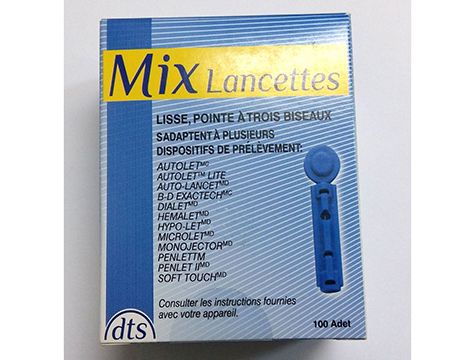 Mix Lancettes
LISSE, POINTE À TROIS BISEAUX
SADAPTENT À PLUSIEURS
DISPOSITIFS DE PRÉLÈVEMENT:
AUTOLETᴹᶜ
AUTOLET™ LITE
AUTO-LANCETᴹᴰ
B-D EXACTECHᴹᶜ
DIALETᴹᴰ
HEMALETᴹᴰ
HYPO-LETᴹᴰ
MICROLETᴹᴰ
MONOJECTORᴹᴰ
PENLETTM
PENLET IIᴹᴰ
SOFT TOUCHᴹᴰ
Consulter les instructions fournies
avec votre appareil.
dts
100 Adet